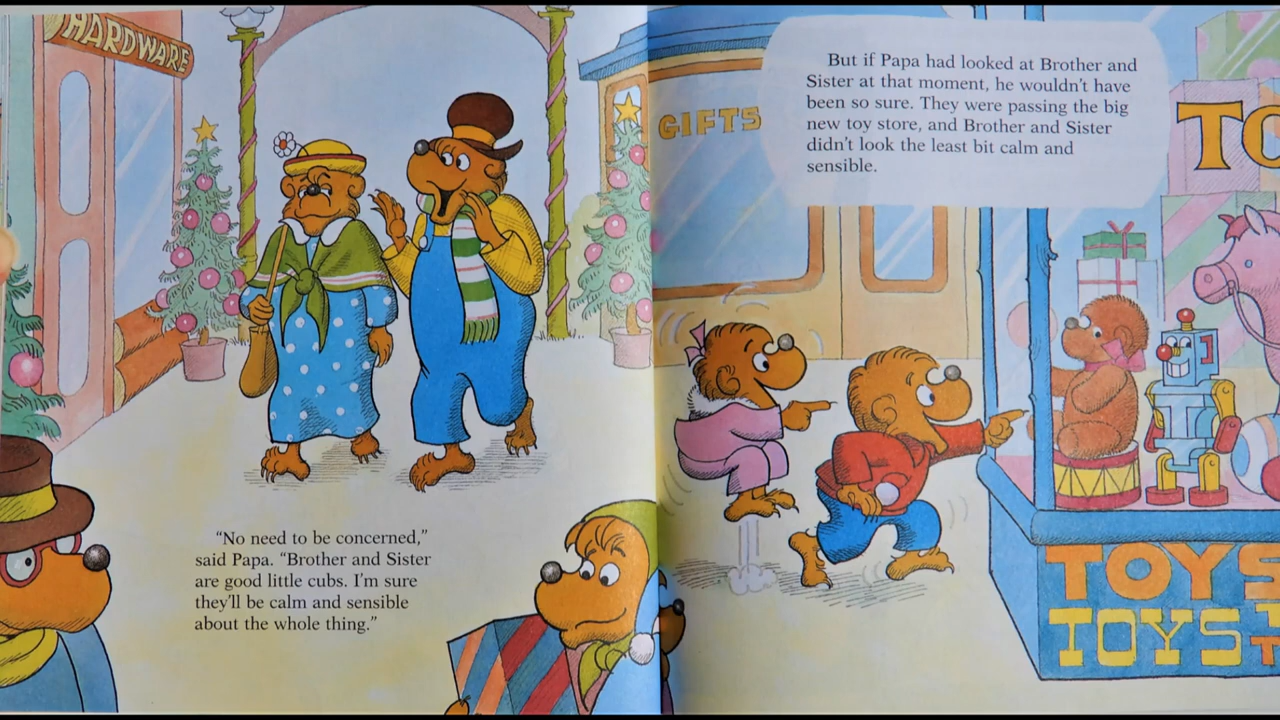 HARDWARE
"No need to be concerned,"
said Papa. "Brother and Sister
are good little cubs. I'm sure
they'll be calm and sensible
about the whole thing."
GIFTS
But if Papa had looked at Brother and
Sister at that moment, he wouldn't have
been so sure. They were passing the big
new toy store, and Brother and Sister
didn't look the least bit calm and
sensible.
TO
TOYS
TOYS T